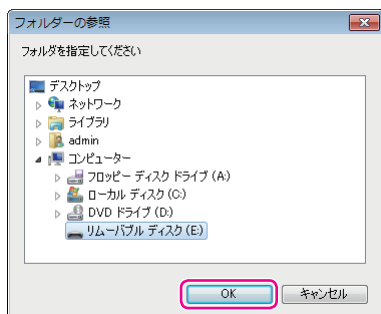 フォルダーの参照
フォルダを指定してください
デスクトップ
ネットワーク
ライブラリ
admin
コンピューター
フロッピー ディスク ドライブ (A:)
ローカル ディスク (C:)
DVD ドライブ (D:)
リムーバブル ディスク (E:)
OK キャンセル